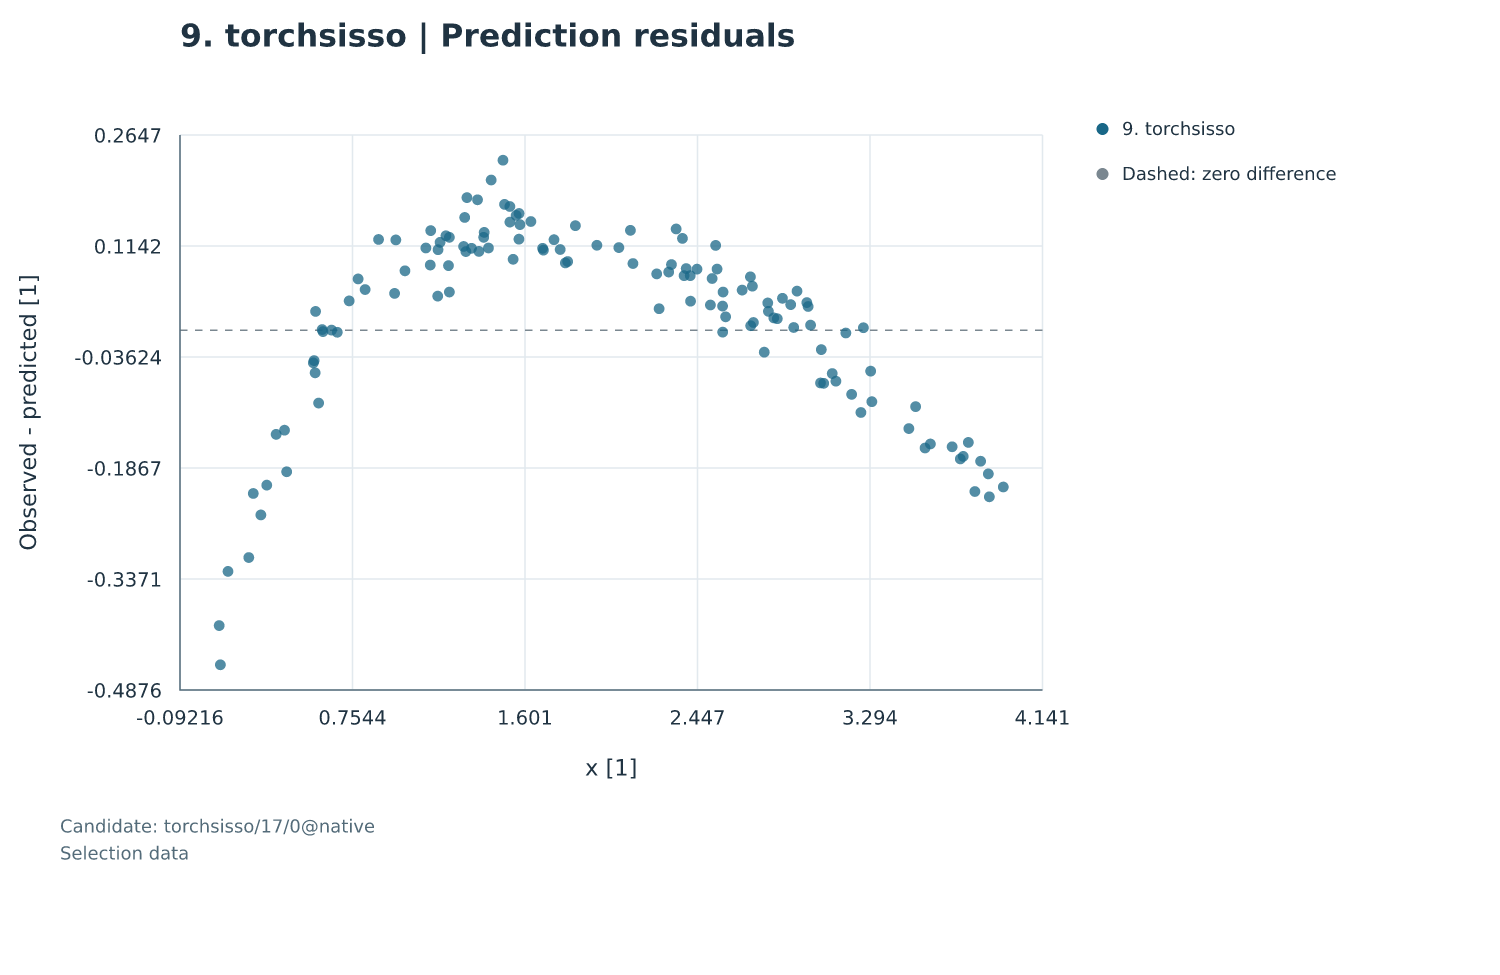 9. torchsisso | Prediction residuals
9. torchsisso
Dashed: zero difference
Observed - predicted [1]
0.2647
0.1142
-0.03624
-0.1867
-0.3371
-0.4876
-0.09216
0.7544
1.601
2.447
3.294
4.141
x [1]
Candidate: torchsisso/17/0@native
Selection data